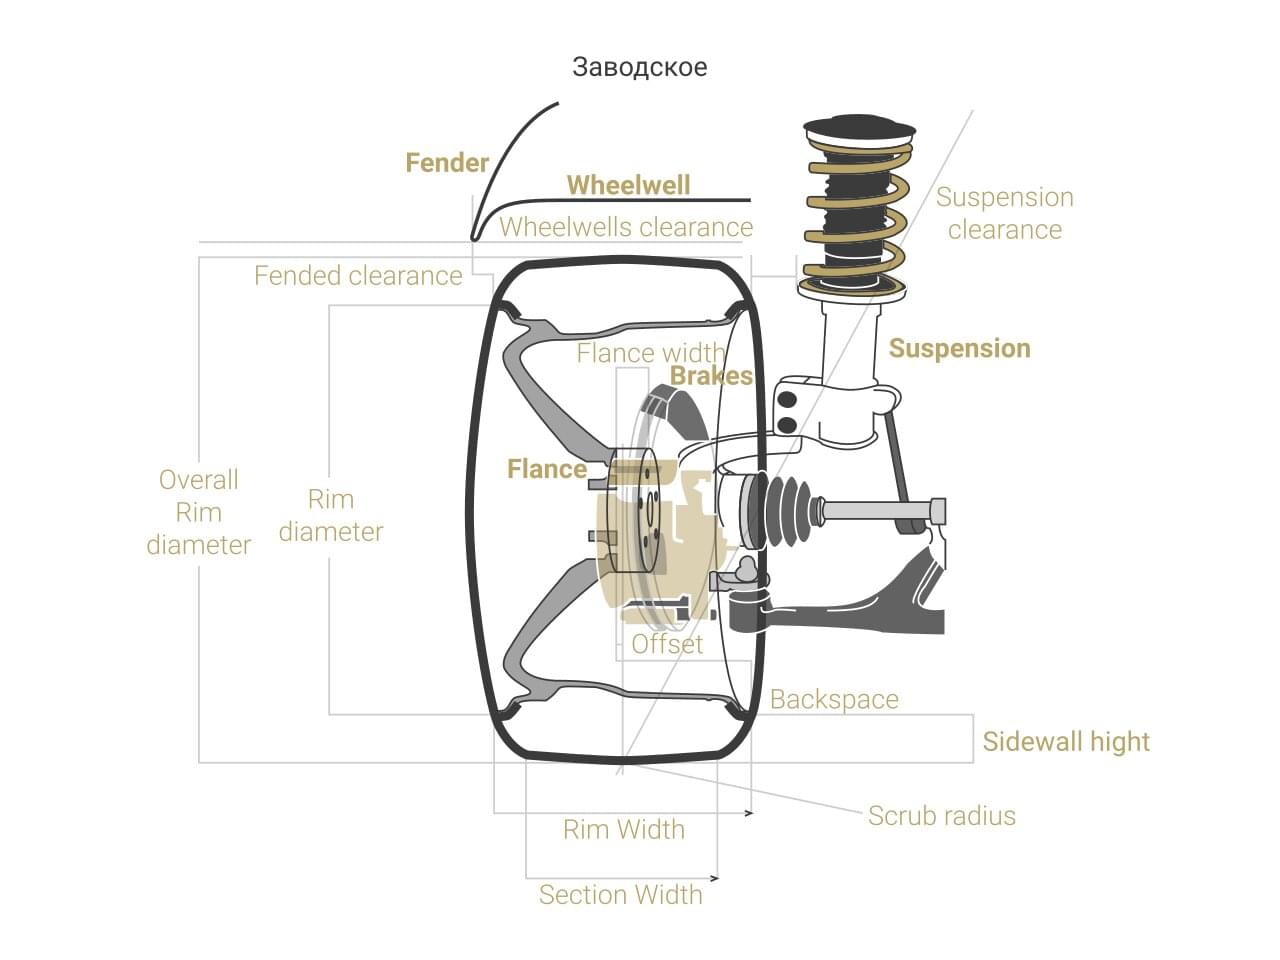 Заводское
Fender
Wheelwell
Suspension
clearance
Wheelwells clearance
Fended clearance
Flance width
Suspension
Brakes
Flance
Overall
Rim
diameter
Rim
diameter
Offset
Backspace
Sidewall hight
Scrub radius
Rim Width
Section Width